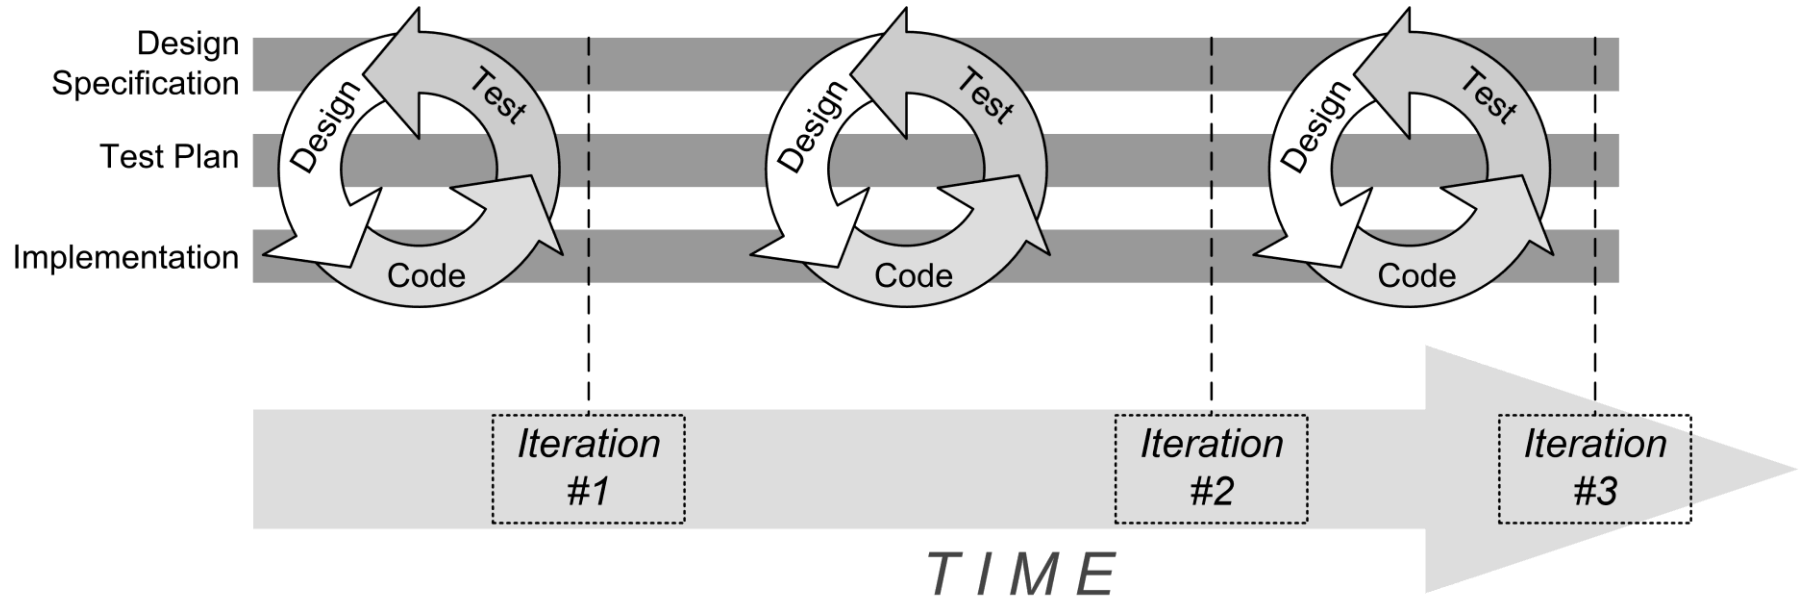 Design
Specification
Test Plan
Implementation
Design
Test
Code
Design
Test
Code
Design
Test
Code
Iteration
#1
Iteration
#2
Iteration
#3
TIME